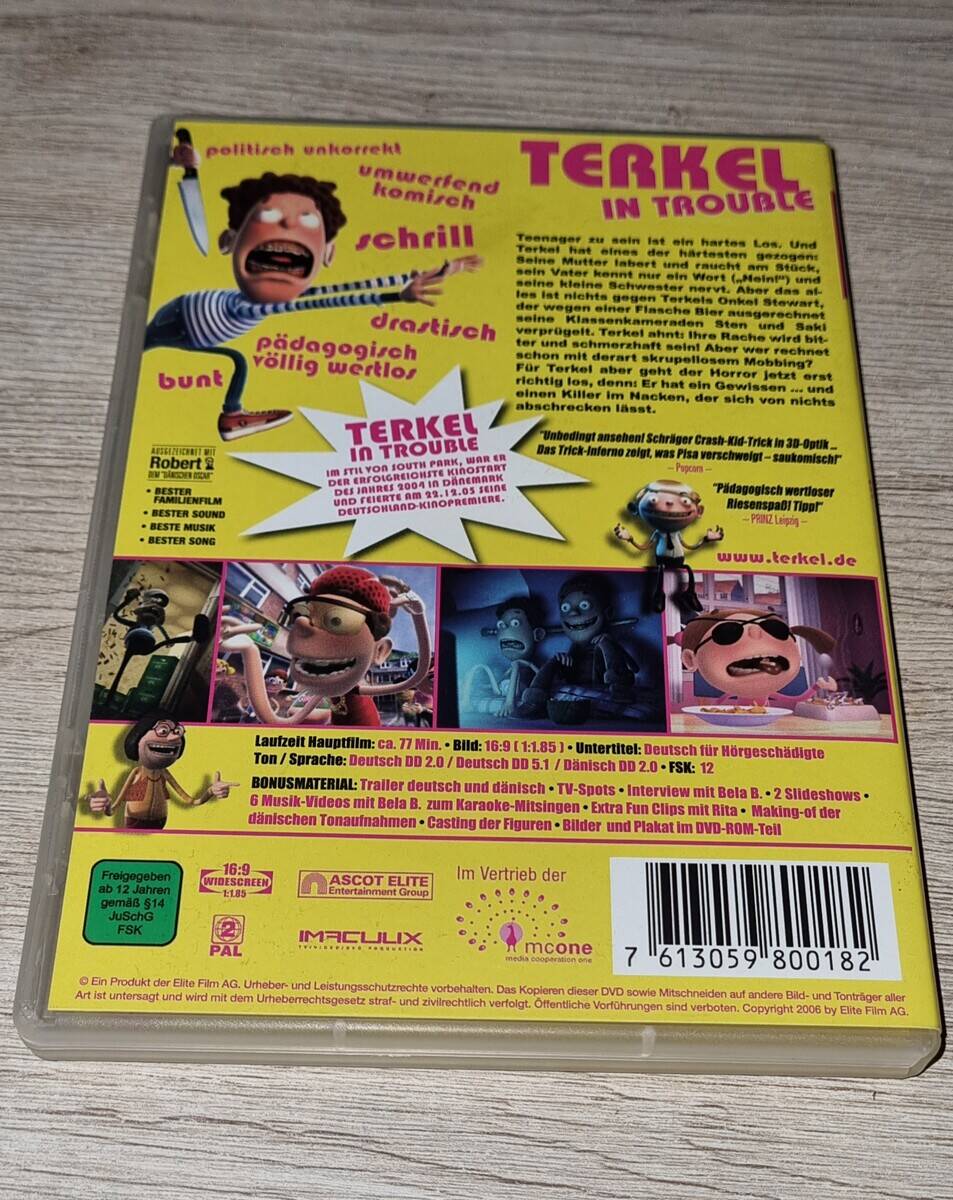 politisch unkorrekt
umwerfend
komisch
schrill
drastisch
pädagogisch
völlig wertlos
bunt
TERKEL
IN TROUBLE
Teenager zu sein ist ein hartes Los. Und
Terkel hat eines der härtesten gezogen:
Seine Mutter labert und raucht am Stück,
sein Vater kennt nur ein Wort („Nein!") und
seine kleine Schwester nervt. Aber das al-
les ist nichts gegen Terkels Onkel Stewart,
der wegen einer Flasche Bier ausgerechnet
seine Klassenkameraden Sten und Saki
verprügelt. Terkel ahnt: Ihre Rache wird bit-
ter und schmerzhaft sein! Aber wer rechnet
schon mit derart skrupellosem Mobbing?
Für Terkel aber geht der Horror jetzt erst
richtig los, denn: Er hat ein Gewissen ... und
einen Killer im Nacken, der sich von nichts
abschrecken lässt.
TERKEL
IN TROUBLE
IM STIL VON SOUTH PARK, WAR ER
DER ERFOLGREICHSTE KINOSTART
DES JAHRES 2004 IN DÄNEMARK
UND FEIERTE AM 22.12.05 SEINE
DEUTSCHLAND-KINOPREMIERE.
AUSGEZEICHNET MIT
Robert
DEM "DÄNISCHEN OSCAR"
• BESTER
FAMILIENFILM
• BESTER SOUND
• BESTE MUSIK
• BESTER SONG
"Unbedingt ansehen! Schräger Crash-Kid-Trick in 3D-Optik ...
Das Trick-Inferno zeigt, was Pisa verschweigt – saukomisch!"
– Popcorn –
"Pädagogisch wertloser
Riesenspaß! Tipp!"
– PRINZ Leipzig –
www.terkel.de
Laufzeit Hauptfilm: ca. 77 Min. • Bild: 16:9 ( 1:1.85 ) • Untertitel: Deutsch für Hörgeschädigte
Ton / Sprache: Deutsch DD 2.0 / Deutsch DD 5.1 / Dänisch DD 2.0 • FSK: 12
BONUSMATERIAL: Trailer deutsch und dänisch • TV-Spots • Interview mit Bela B. • 2 Slideshows •
6 Musik-Videos mit Bela B. zum Karaoke-Mitsingen • Extra Fun Clips mit Rita • Making-of der
dänischen Tonaufnahmen • Casting der Figuren • Bilder und Plakat im DVD-ROM-Teil
Freigegeben
ab 12 Jahren
gemäß §14
JuSchG
FSK
16:9
WIDESCREEN
1:1.85
2
PAL
ASCOT ELITE
Entertainment Group
IMACULIX
Im Vertrieb der
mcone
media cooperation one
7 613059 800182
© Ein Produkt der Elite Film AG. Urheber- und Leistungsschutzrechte vorbehalten. Das Kopieren dieser DVD sowie Mitschneiden auf andere Bild- und Tonträger aller
Art ist untersagt und wird mit dem Urheberrechtsgesetz straf- und zivilrechtlich verfolgt. Öffentliche Vorführungen sind verboten. Copyright 2006 by Elite Film AG.